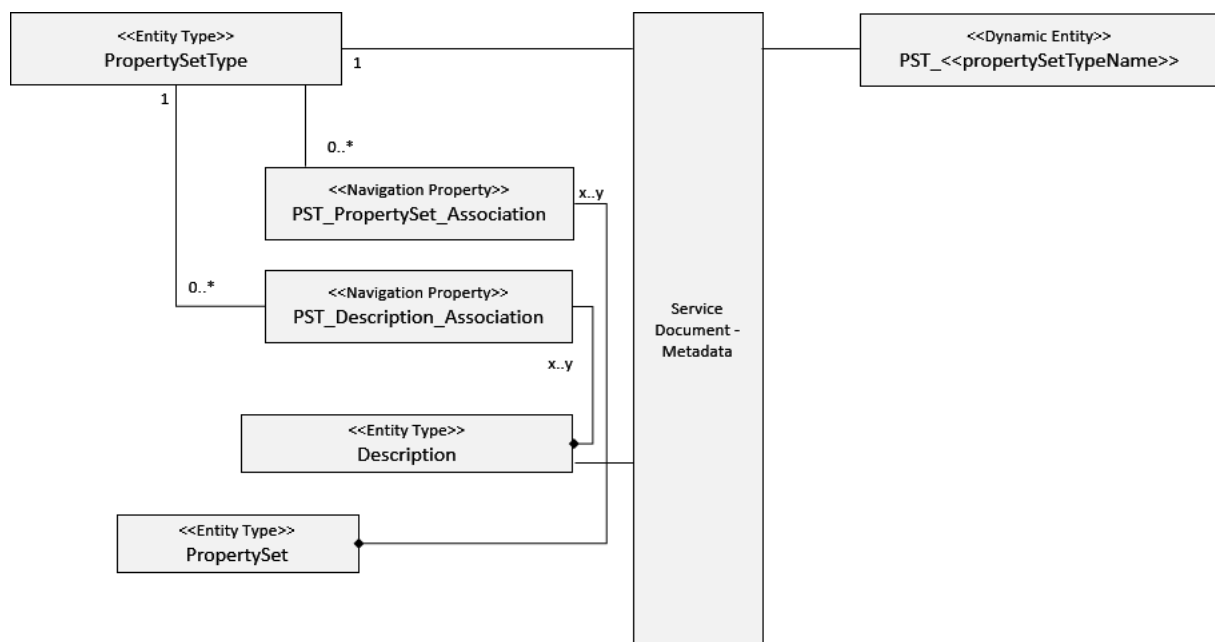 <<Entity Type>>
PropertySetType
<<Dynamic Entity>>
PST_<<propertySetTypeName>>
1
1
0..*
<<Navigation Property>>
PST_PropertySet_Association
x..y
0..*
<<Navigation Property>>
PST_Description_Association
x..y
Service
Document -
Metadata
<<Entity Type>>
Description
<<Entity Type>>
PropertySet